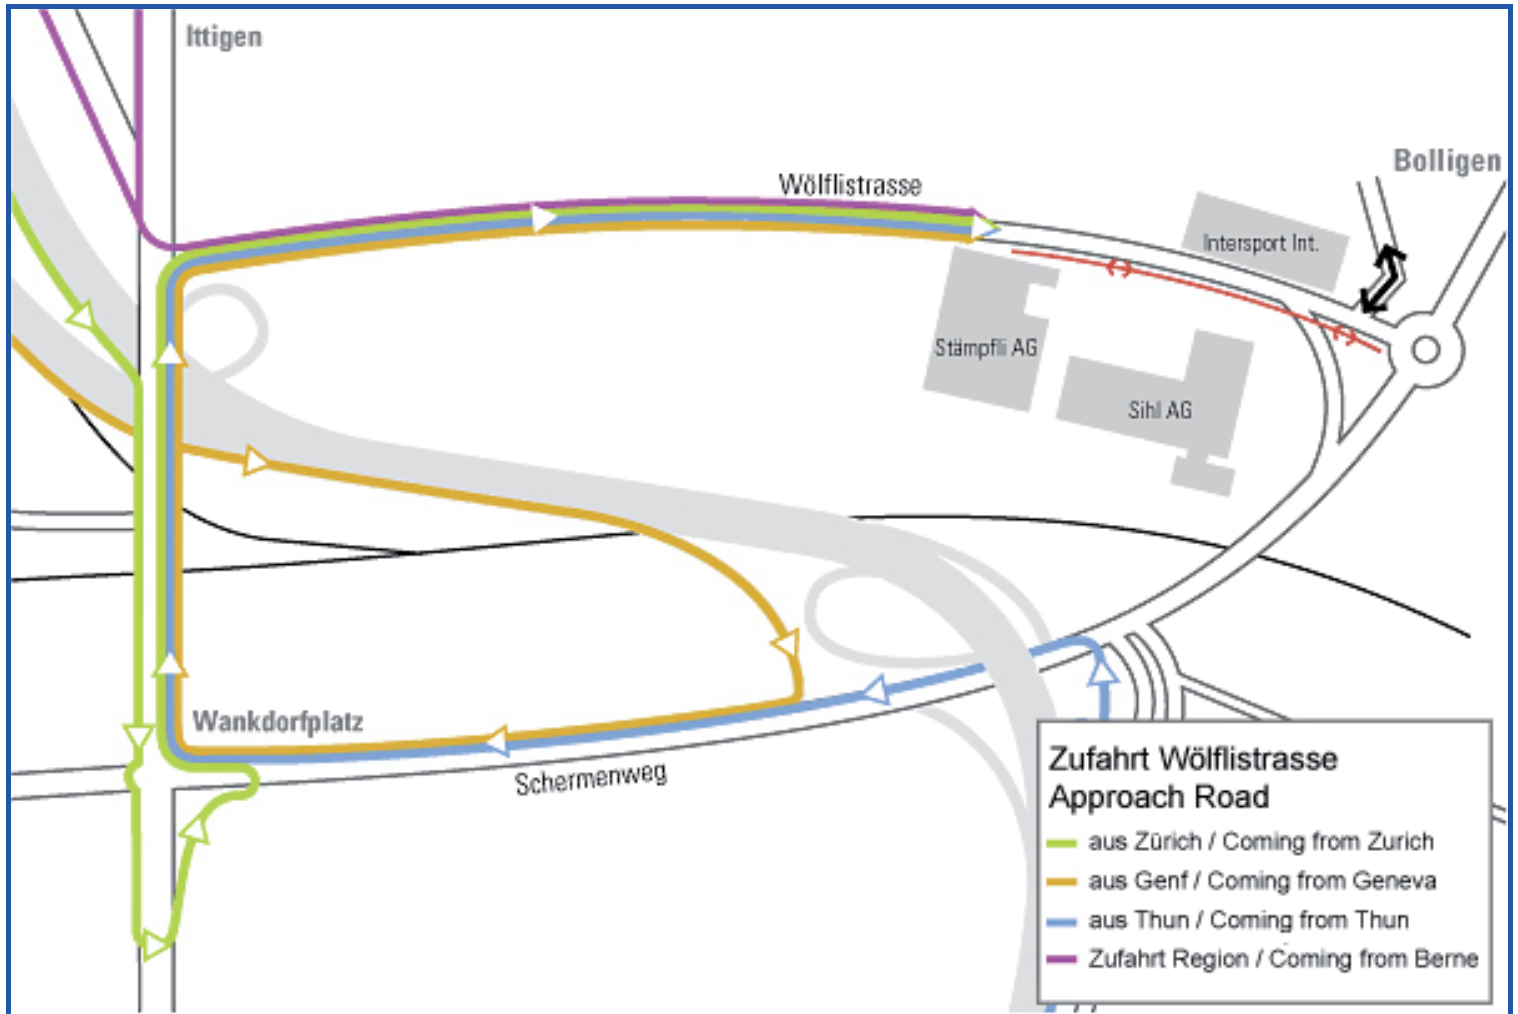 Ittigen
Bolligen
Wölflistrasse
Intersport Int.
Stämpfli AG
Sihl AG
Wankdorfplatz
Schermenweg
Zufahrt Wölflistrasse
Approach Road
aus Zürich / Coming from Zurich
aus Genf / Coming from Geneva
aus Thun / Coming from Thun
Zufahrt Region / Coming from Berne